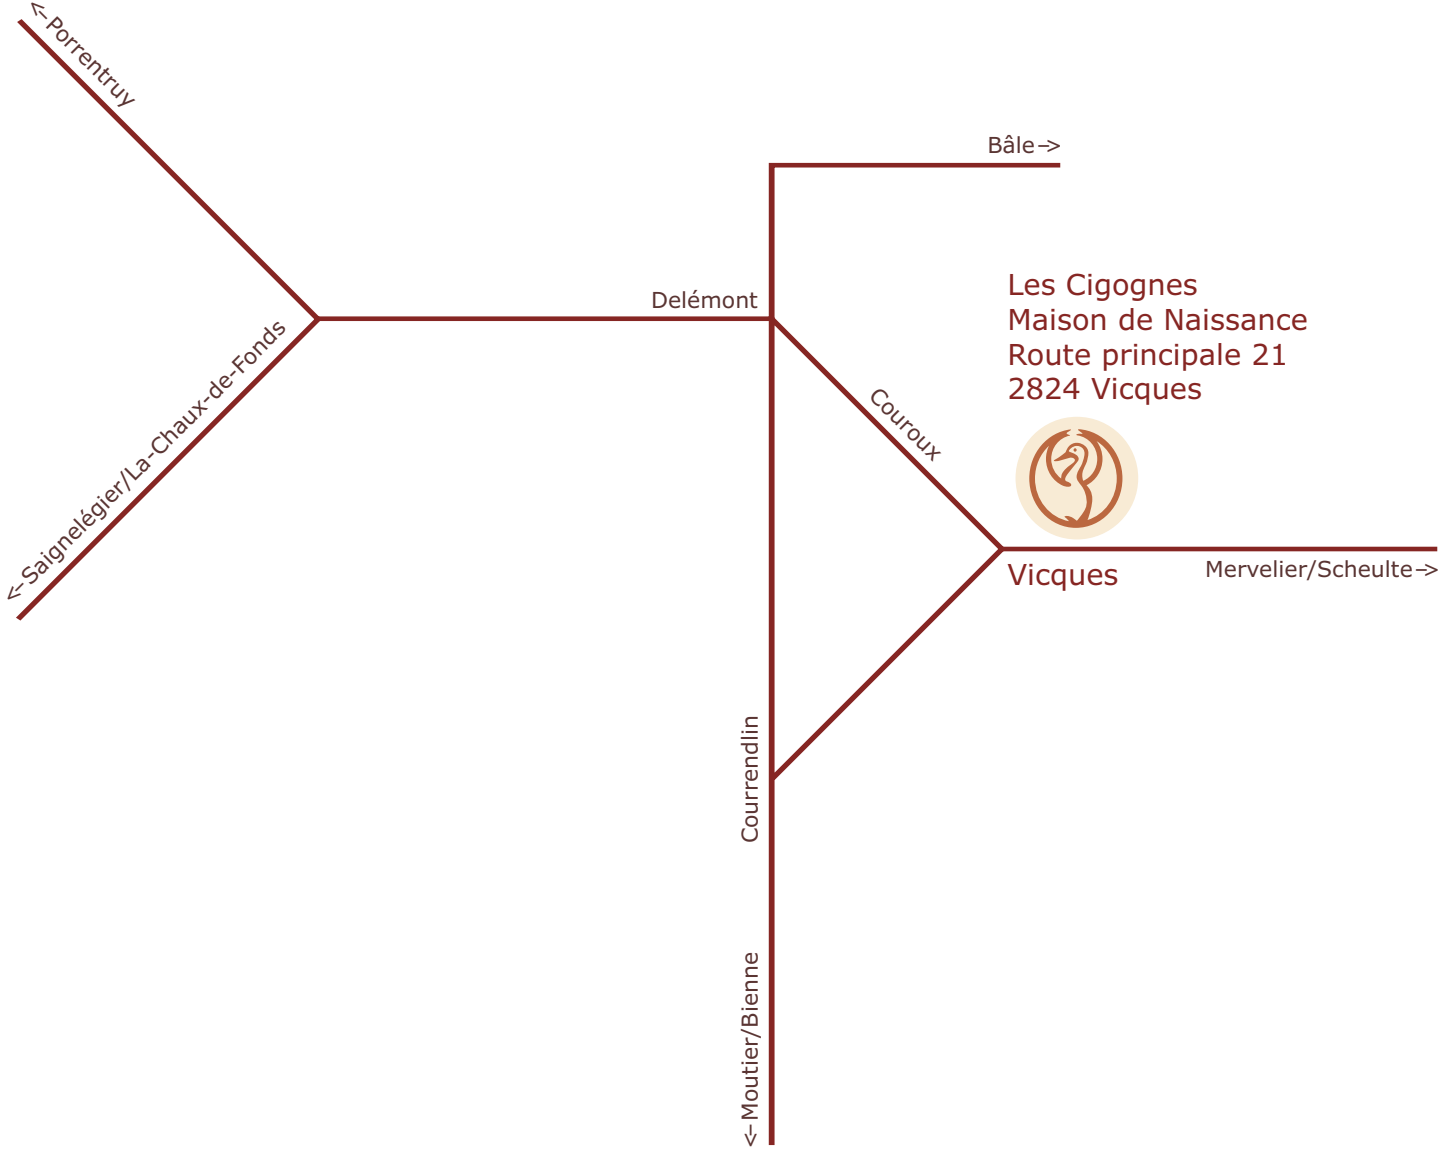 <-Porrentruy
Bâle->
Delémont
Les Cigognes
Maison de Naissance
Route principale 21
2824 Vicques
<-Saignelégier/La-Chaux-de-Fonds
Couroux
Vicques
Mervelier/Scheulte->
Courrendlin
<-Moutier/Bienne